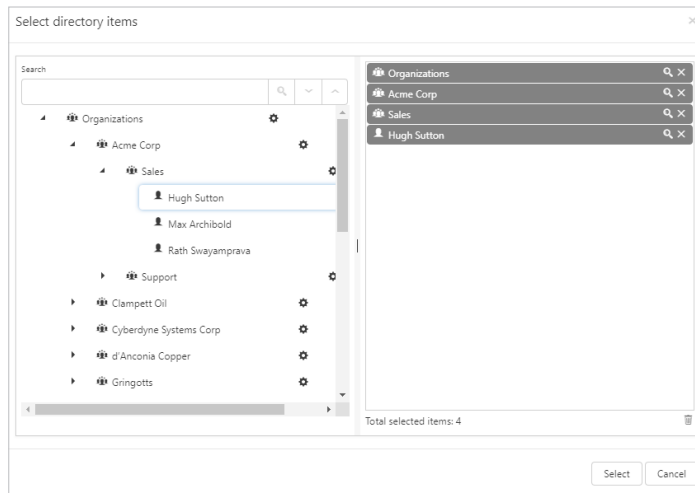 Select directory items
Search
Organizations
Acme Corp
Sales
Hugh Sutton
Max Archibold
Rath Swayamprava
Support
Clampett Oil
Cyberdyne Systems Corp
d'Anconia Copper
Gringotts
Organizations
Acme Corp
Sales
Hugh Sutton
Total selected items: 4
Select Cancel